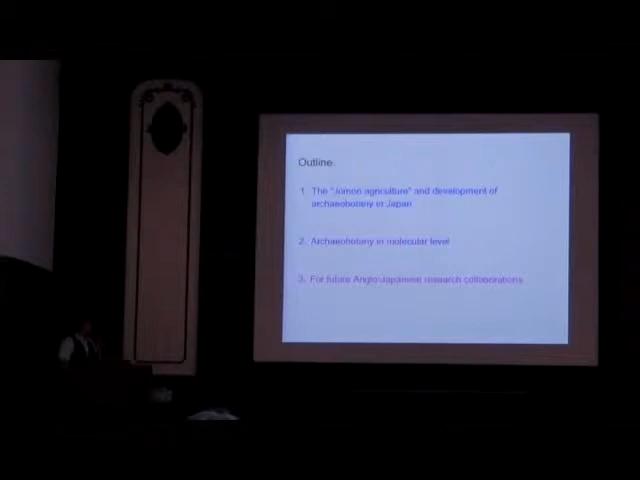 Outline
1. The "Jomon agriculture" and development of
archaeobotany in Japan
2. Archaeobotany in molecular level
3. For future Anglo-Japanese research collaborations